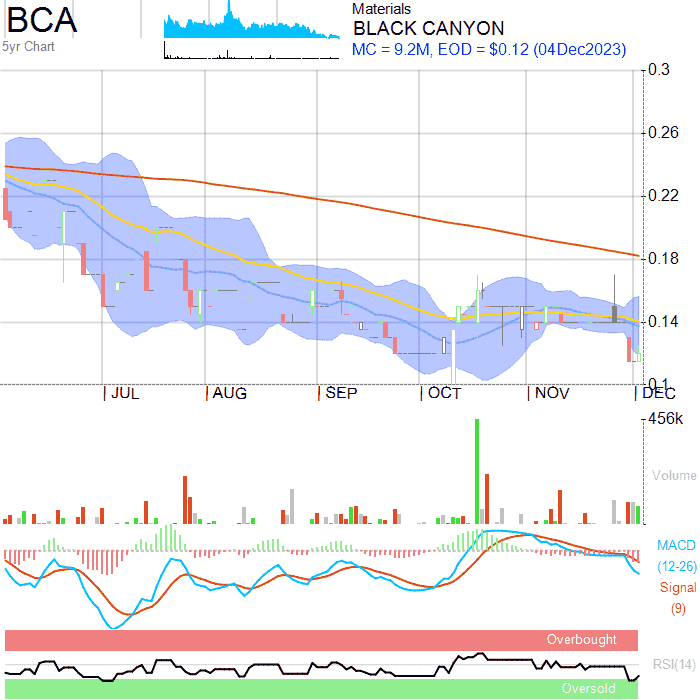 BCA
5yr Chart
Materials
BLACK CANYON
MC = 9.2M, EOD = $0.12 (04Dec2023)
0.3
0.26
0.22
0.18
0.14
0.1
JUL AUG SEP OCT NOV DEC
456k
Volume
MACD
(12-26)
Signal
(9)
Overbought
RSI(14)
Oversold